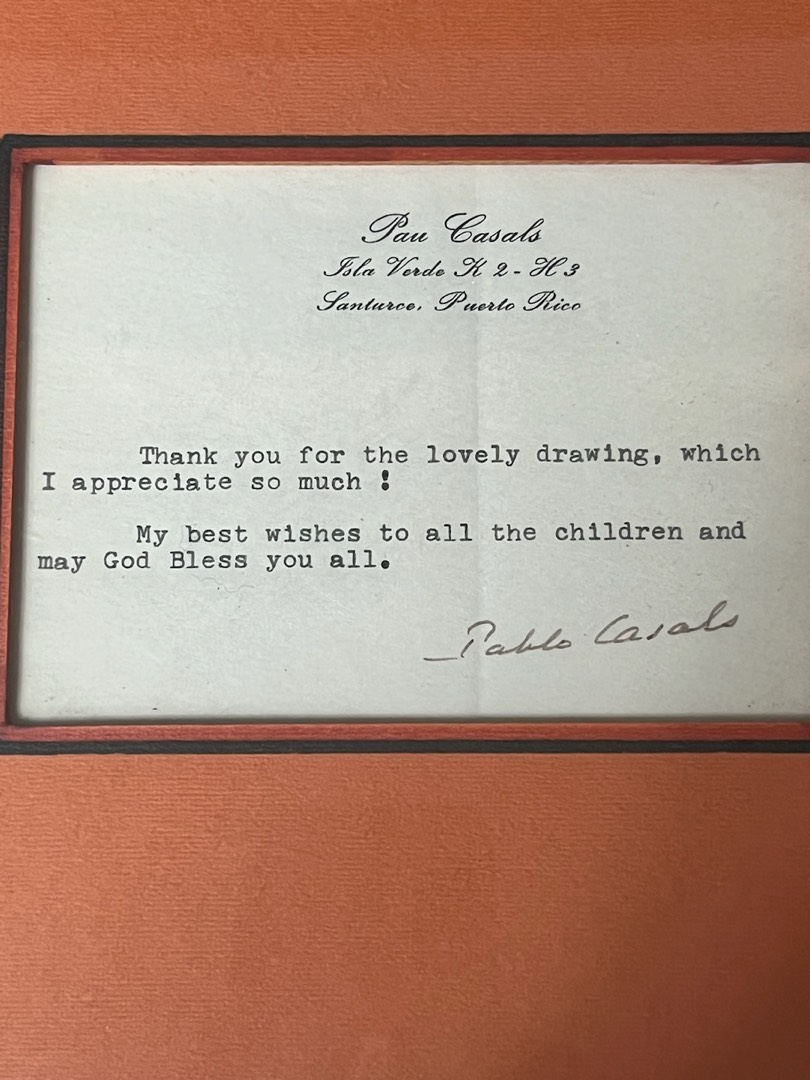 Pau Casals
Isla Verde K 2 - H 3
Santurce, Puerto Rico
Thank you for the lovely drawing, which
I appreciate so much !
My best wishes to all the children and
may God Bless you all.
Pablo Casals